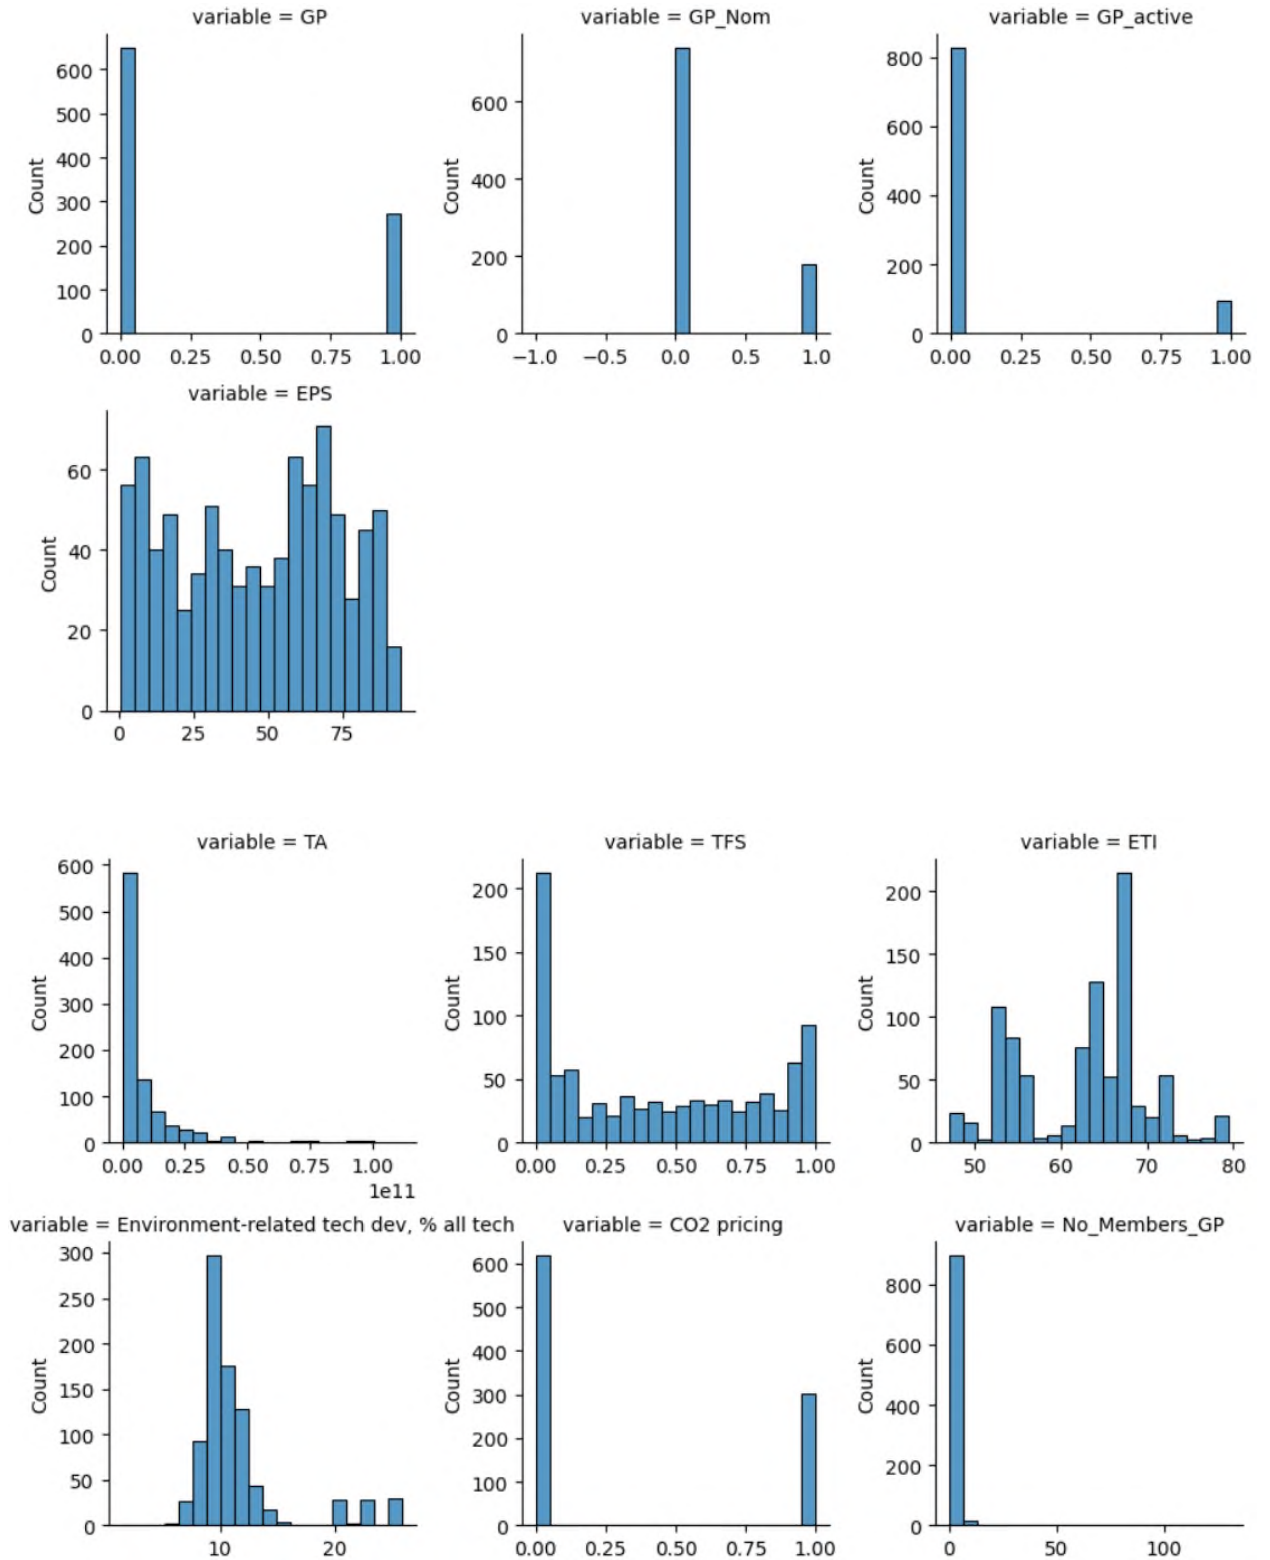 variable = GP
variable = GP_Nom
variable = GP_active
Count
600
500
400
300
200
100
0
0.00 0.25 0.50 0.75 1.00
Count
600
400
200
0
−1.0 −0.5 0.0 0.5 1.0
Count
800
600
400
200
0
0.00 0.25 0.50 0.75 1.00
variable = EPS
Count
60
40
20
0
0 25 50 75
variable = TA
variable = TFS
variable = ETI
Count
600
500
400
300
200
100
0
0.00 0.25 0.50 0.75 1.00
1e11
Count
200
150
100
50
0
0.00 0.25 0.50 0.75 1.00
Count
200
150
100
50
0
50 60 70 80
variable = Environment-related tech dev, % all tech
variable = CO2 pricing
variable = No_Members_GP
Count
300
250
200
150
100
50
0
10 20
Count
600
500
400
300
200
100
0
0.00 0.25 0.50 0.75 1.00
Count
800
600
400
200
0
0 50 100